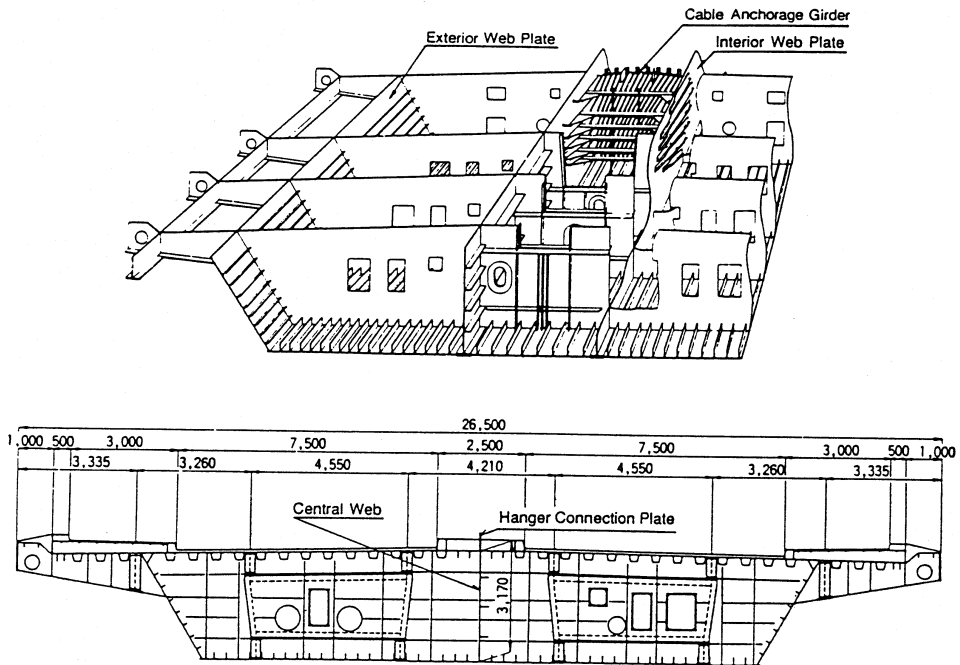 Cable Anchorage Girder
Exterior Web Plate
Interior Web Plate
26,500
1,000 500 3,000 7,500 2,500 7,500 3,000 500 1,000
3,335 3,260 4,550 4,210 4,550 3,260 3,335
Central Web
Hanger Connection Plate
3,170